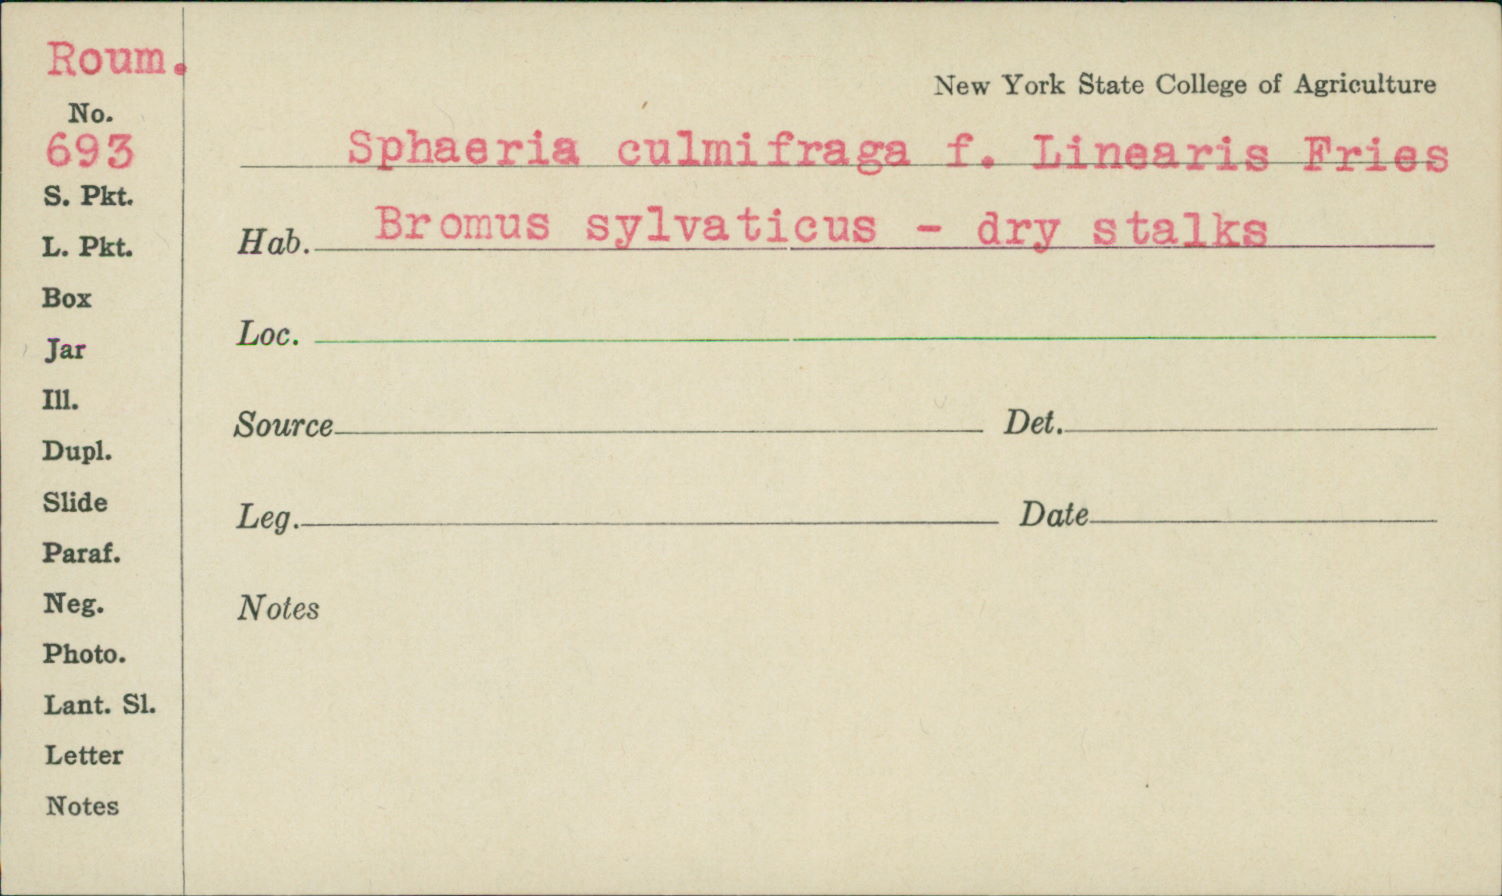 Roum.
No.
693
S. Pkt.
L. Pkt.
Box
Jar
Ill.
Dupl.
Slide
Paraf.
Neg.
Photo.
Lant. Sl.
Letter
Notes
New York State College of Agriculture
Sphaeria culmifraga f. Linearis Fries
Hab. Bromus sylvaticus - dry stalks
Loc.
Source Det.
Leg. Date
Notes